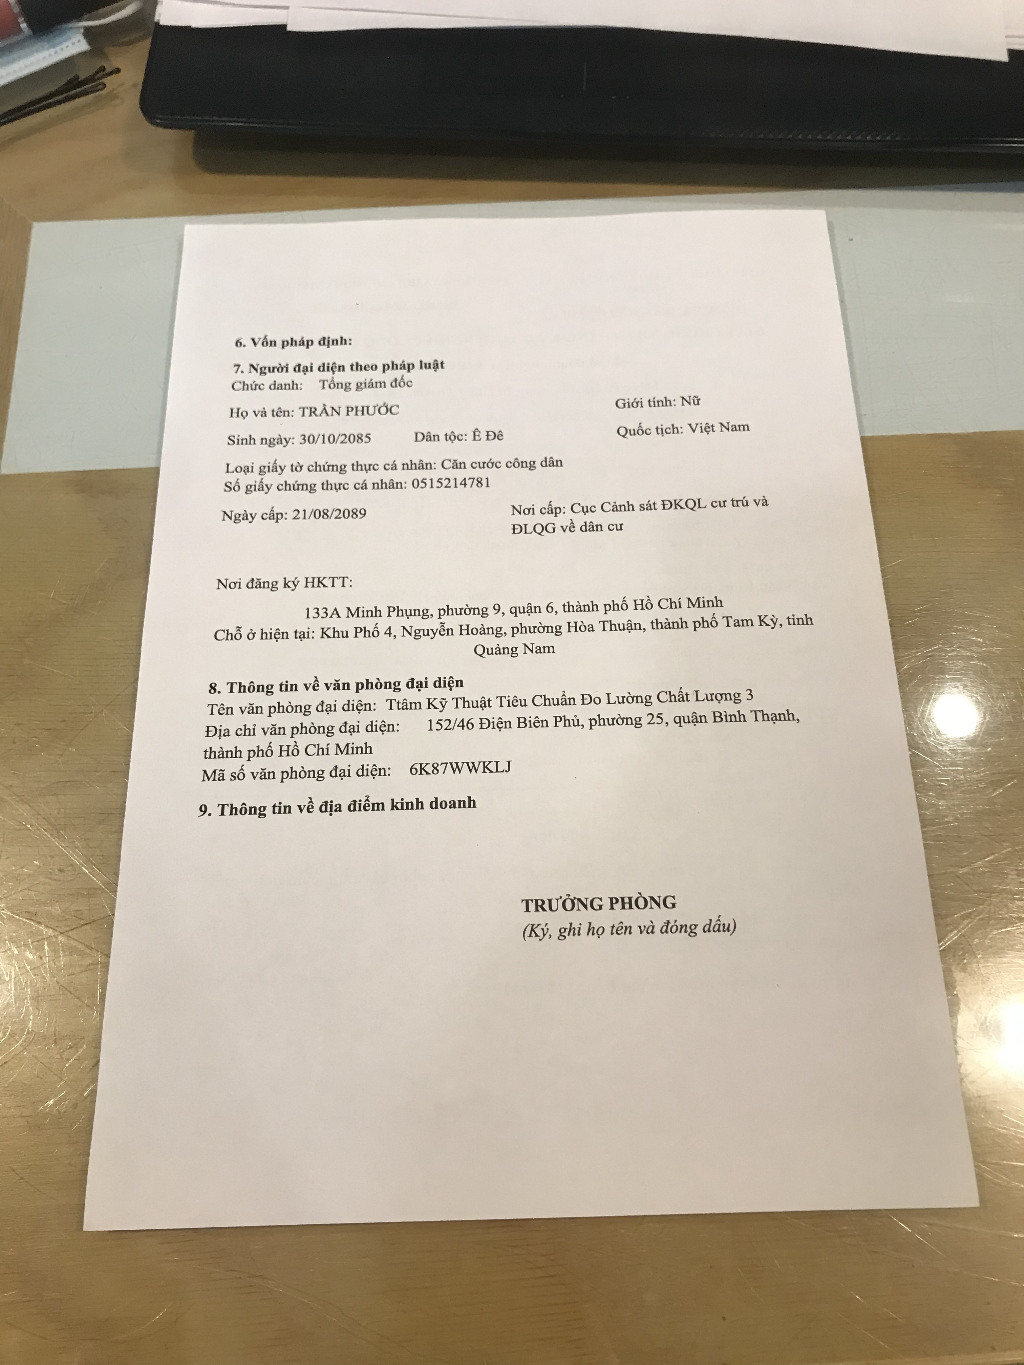 6. Vốn pháp định:
7. Người đại diện theo pháp luật
Chức danh: Tổng giám đốc
Họ và tên: TRẦN PHƯỚC Giới tính: Nữ
Sinh ngày: 30/10/2085 Dân tộc: Ê Đê Quốc tịch: Việt Nam
Loại giấy tờ chứng thực cá nhân: Căn cước công dân
Số giấy chứng thực cá nhân: 0515214781
Ngày cấp: 21/08/2089 Nơi cấp: Cục Cảnh sát ĐKQL cư trú và
ĐLQG về dân cư
Nơi đăng ký HKTT:
133A Minh Phụng, phường 9, quận 6, thành phố Hồ Chí Minh
Chỗ ở hiện tại: Khu Phố 4, Nguyễn Hoàng, phường Hòa Thuận, thành phố Tam Kỳ, tỉnh
Quảng Nam
8. Thông tin về văn phòng đại diện
Tên văn phòng đại diện: Ttâm Kỹ Thuật Tiêu Chuẩn Đo Lường Chất Lượng 3
Địa chỉ văn phòng đại diện: 152/46 Điện Biên Phủ, phường 25, quận Bình Thạnh,
thành phố Hồ Chí Minh
Mã số văn phòng đại diện: 6K87WWKLJ
9. Thông tin về địa điểm kinh doanh
TRƯỞNG PHÒNG
(Ký, ghi họ tên và đóng dấu)